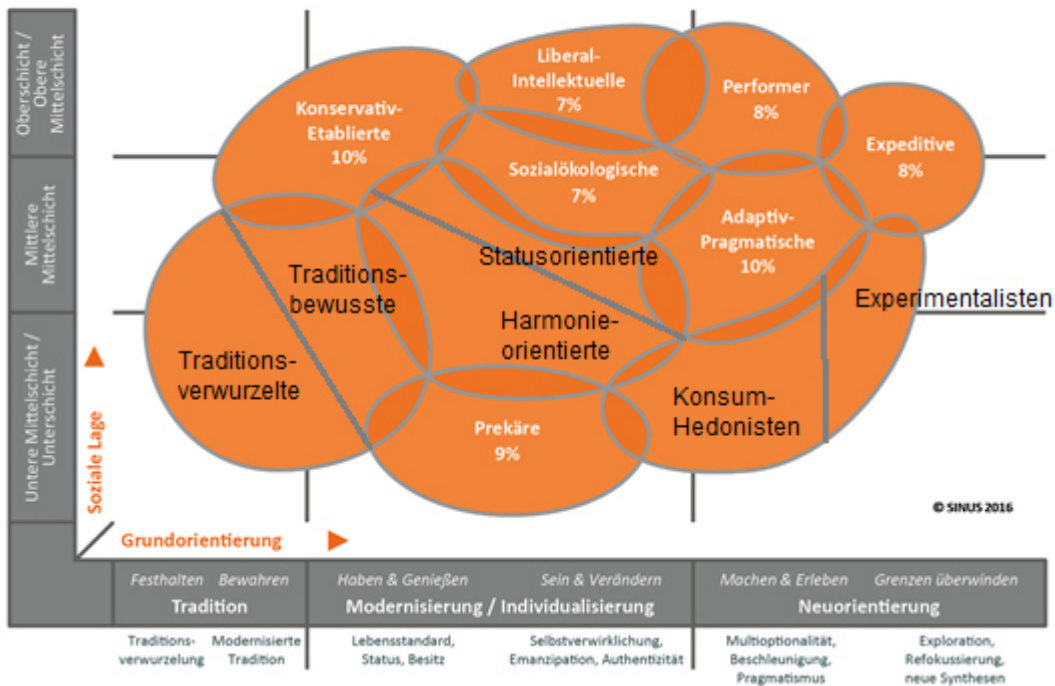 Oberschicht /
Obere
Mittelschicht
Mittlere
Mittelschicht
Untere Mittelschicht /
Unterschicht
Soziale Lage
Konservativ-
Etablierte
10%
Liberal-
Intellektuelle
7%
Performer
8%
Expeditive
8%
Sozialökologische
7%
Adaptiv-
Pragmatische
10%
Statusorientierte
Traditions-
bewusste
Experimentalisten
Harmonie-
orientierte
Traditions-
verwurzelte
Konsum-
Hedonisten
Prekäre
9%
© SINUS 2016
Grundorientierung
Festhalten Bewahren
Tradition
Haben & Genießen Sein & Verändern
Modernisierung / Individualisierung
Machen & Erleben Grenzen überwinden
Neuorientierung
Traditions-
verwurzelung
Modernisierte
Tradition
Lebensstandard,
Status, Besitz
Selbstverwirklichung,
Emanzipation, Authentizität
Multioptionalität,
Beschleunigung,
Pragmatismus
Exploration,
Refokussierung,
neue Synthesen